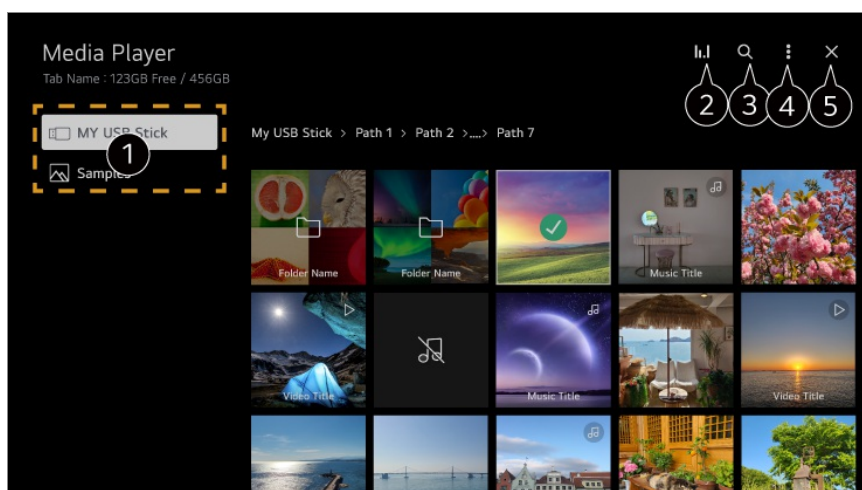 Media Player
Tab Name : 123GB Free / 456GB
2 3 4 5
MY USB Stick
1
Samples
My USB Stick > Path 1 > Path 2 >....> Path 7
Folder Name
Folder Name
Music Title
Video Title
Music Title
Video Title